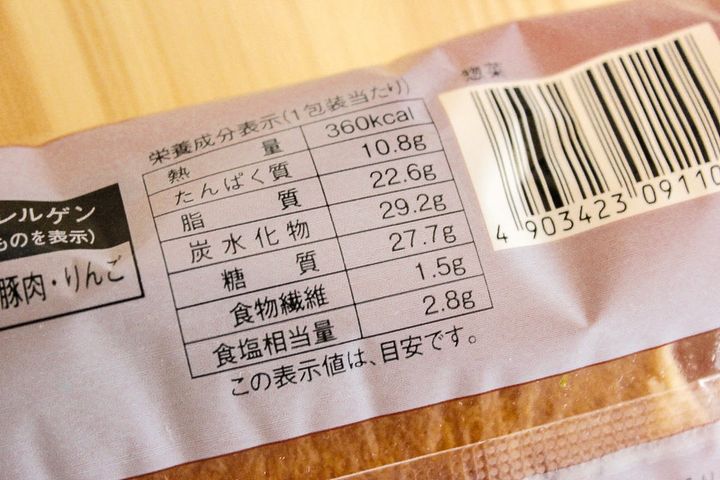 惣菜
栄養成分表示(1包装当たり)
熱量 360kcal
たんぱく質 10.8g
脂質 22.6g
炭水化物 29.2g
糖質 27.7g
食物繊維 1.5g
食塩相当量 2.8g
この表示値は、目安です。
レルゲン
ものを表示)
豚肉・りんご
4 903423 09110